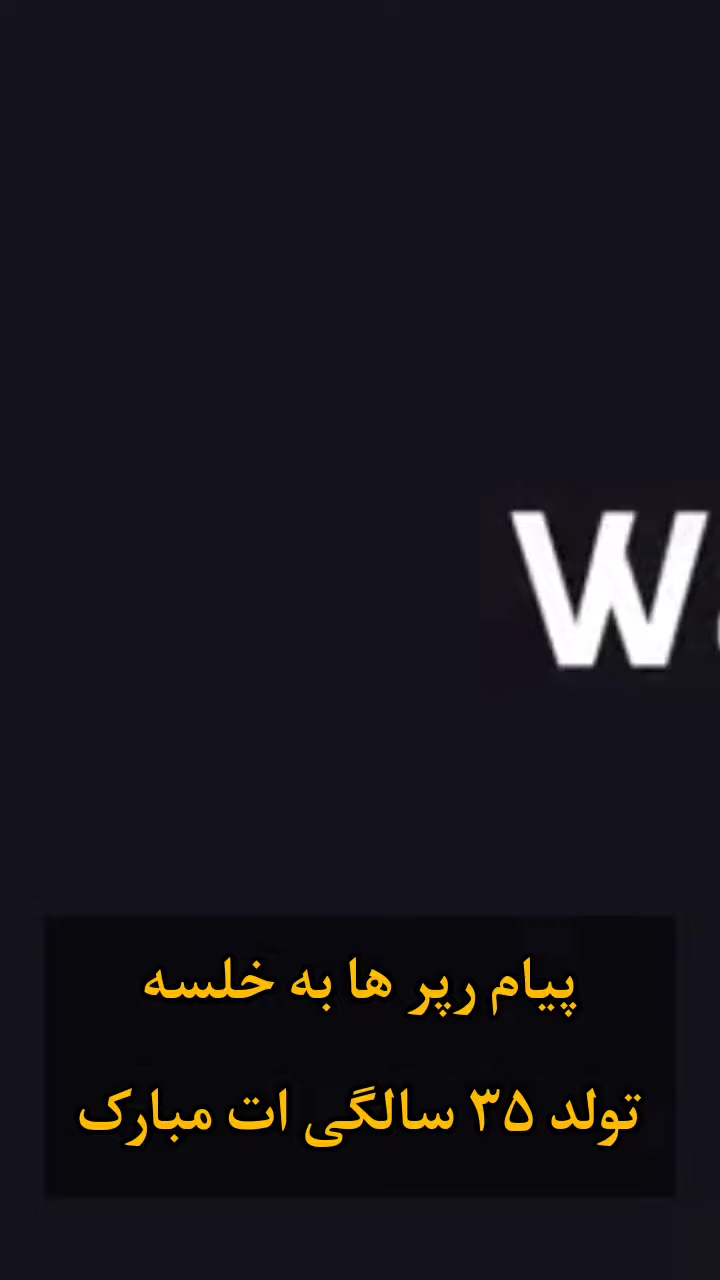 W
پیام رپر ها به خلسه
تولد ۳۵ سالگی ات مبارک